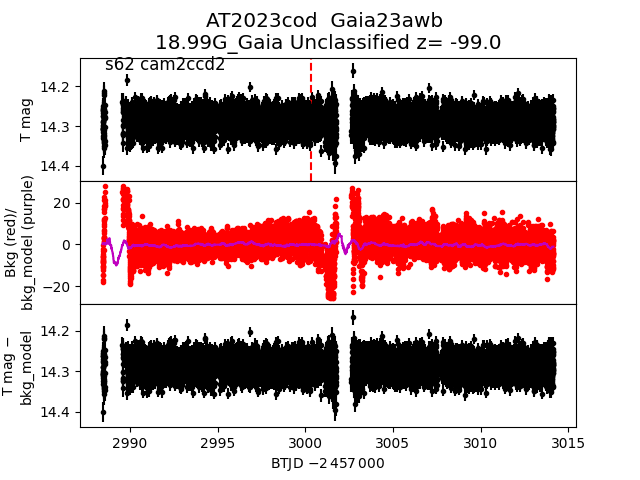 AT2023cod  Gaia23awb
18.99G_Gaia Unclassified z= -99.0
s62 cam2ccd2
T mag
14.2
14.3
14.4
Bkg (red)/
bkg_model (purple)
20
0
−20
T mag −
bkg_model
14.2
14.3
14.4
2990
2995
3000
3005
3010
3015
BTJD −2 457 000